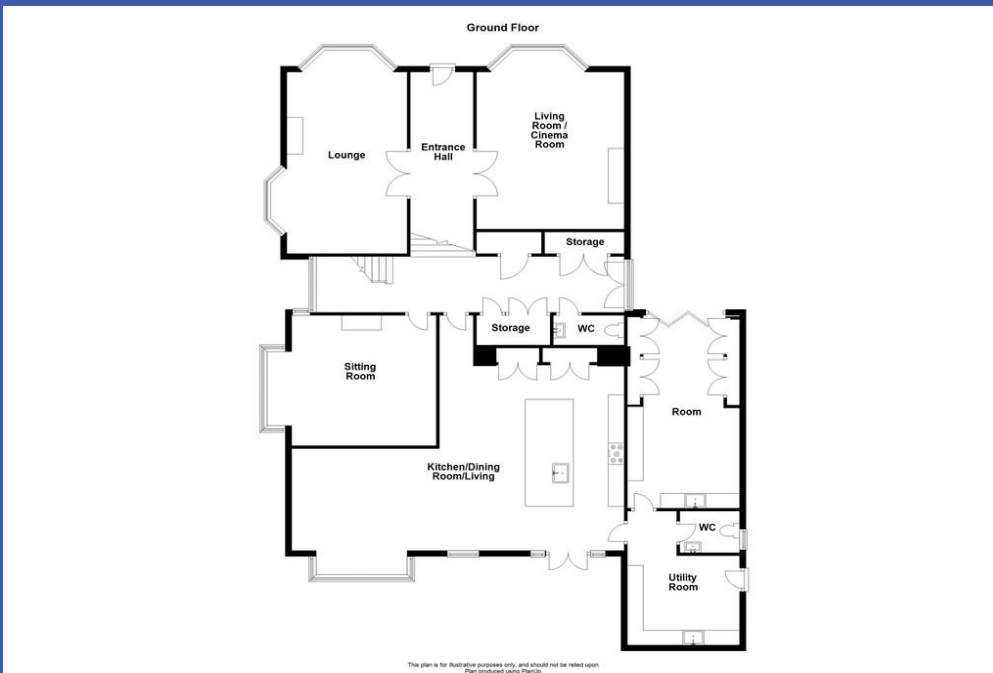 Ground Floor
Lounge
Entrance
Hall
Living
Room /
Cinema
Room
Storage
Storage
WC
Sitting
Room
Room
Kitchen/Dining
Room/Living
WC
Utility
Room
This plan is for illustrative purposes only, and should not be relied upon.
Plan produced using PlanUp.